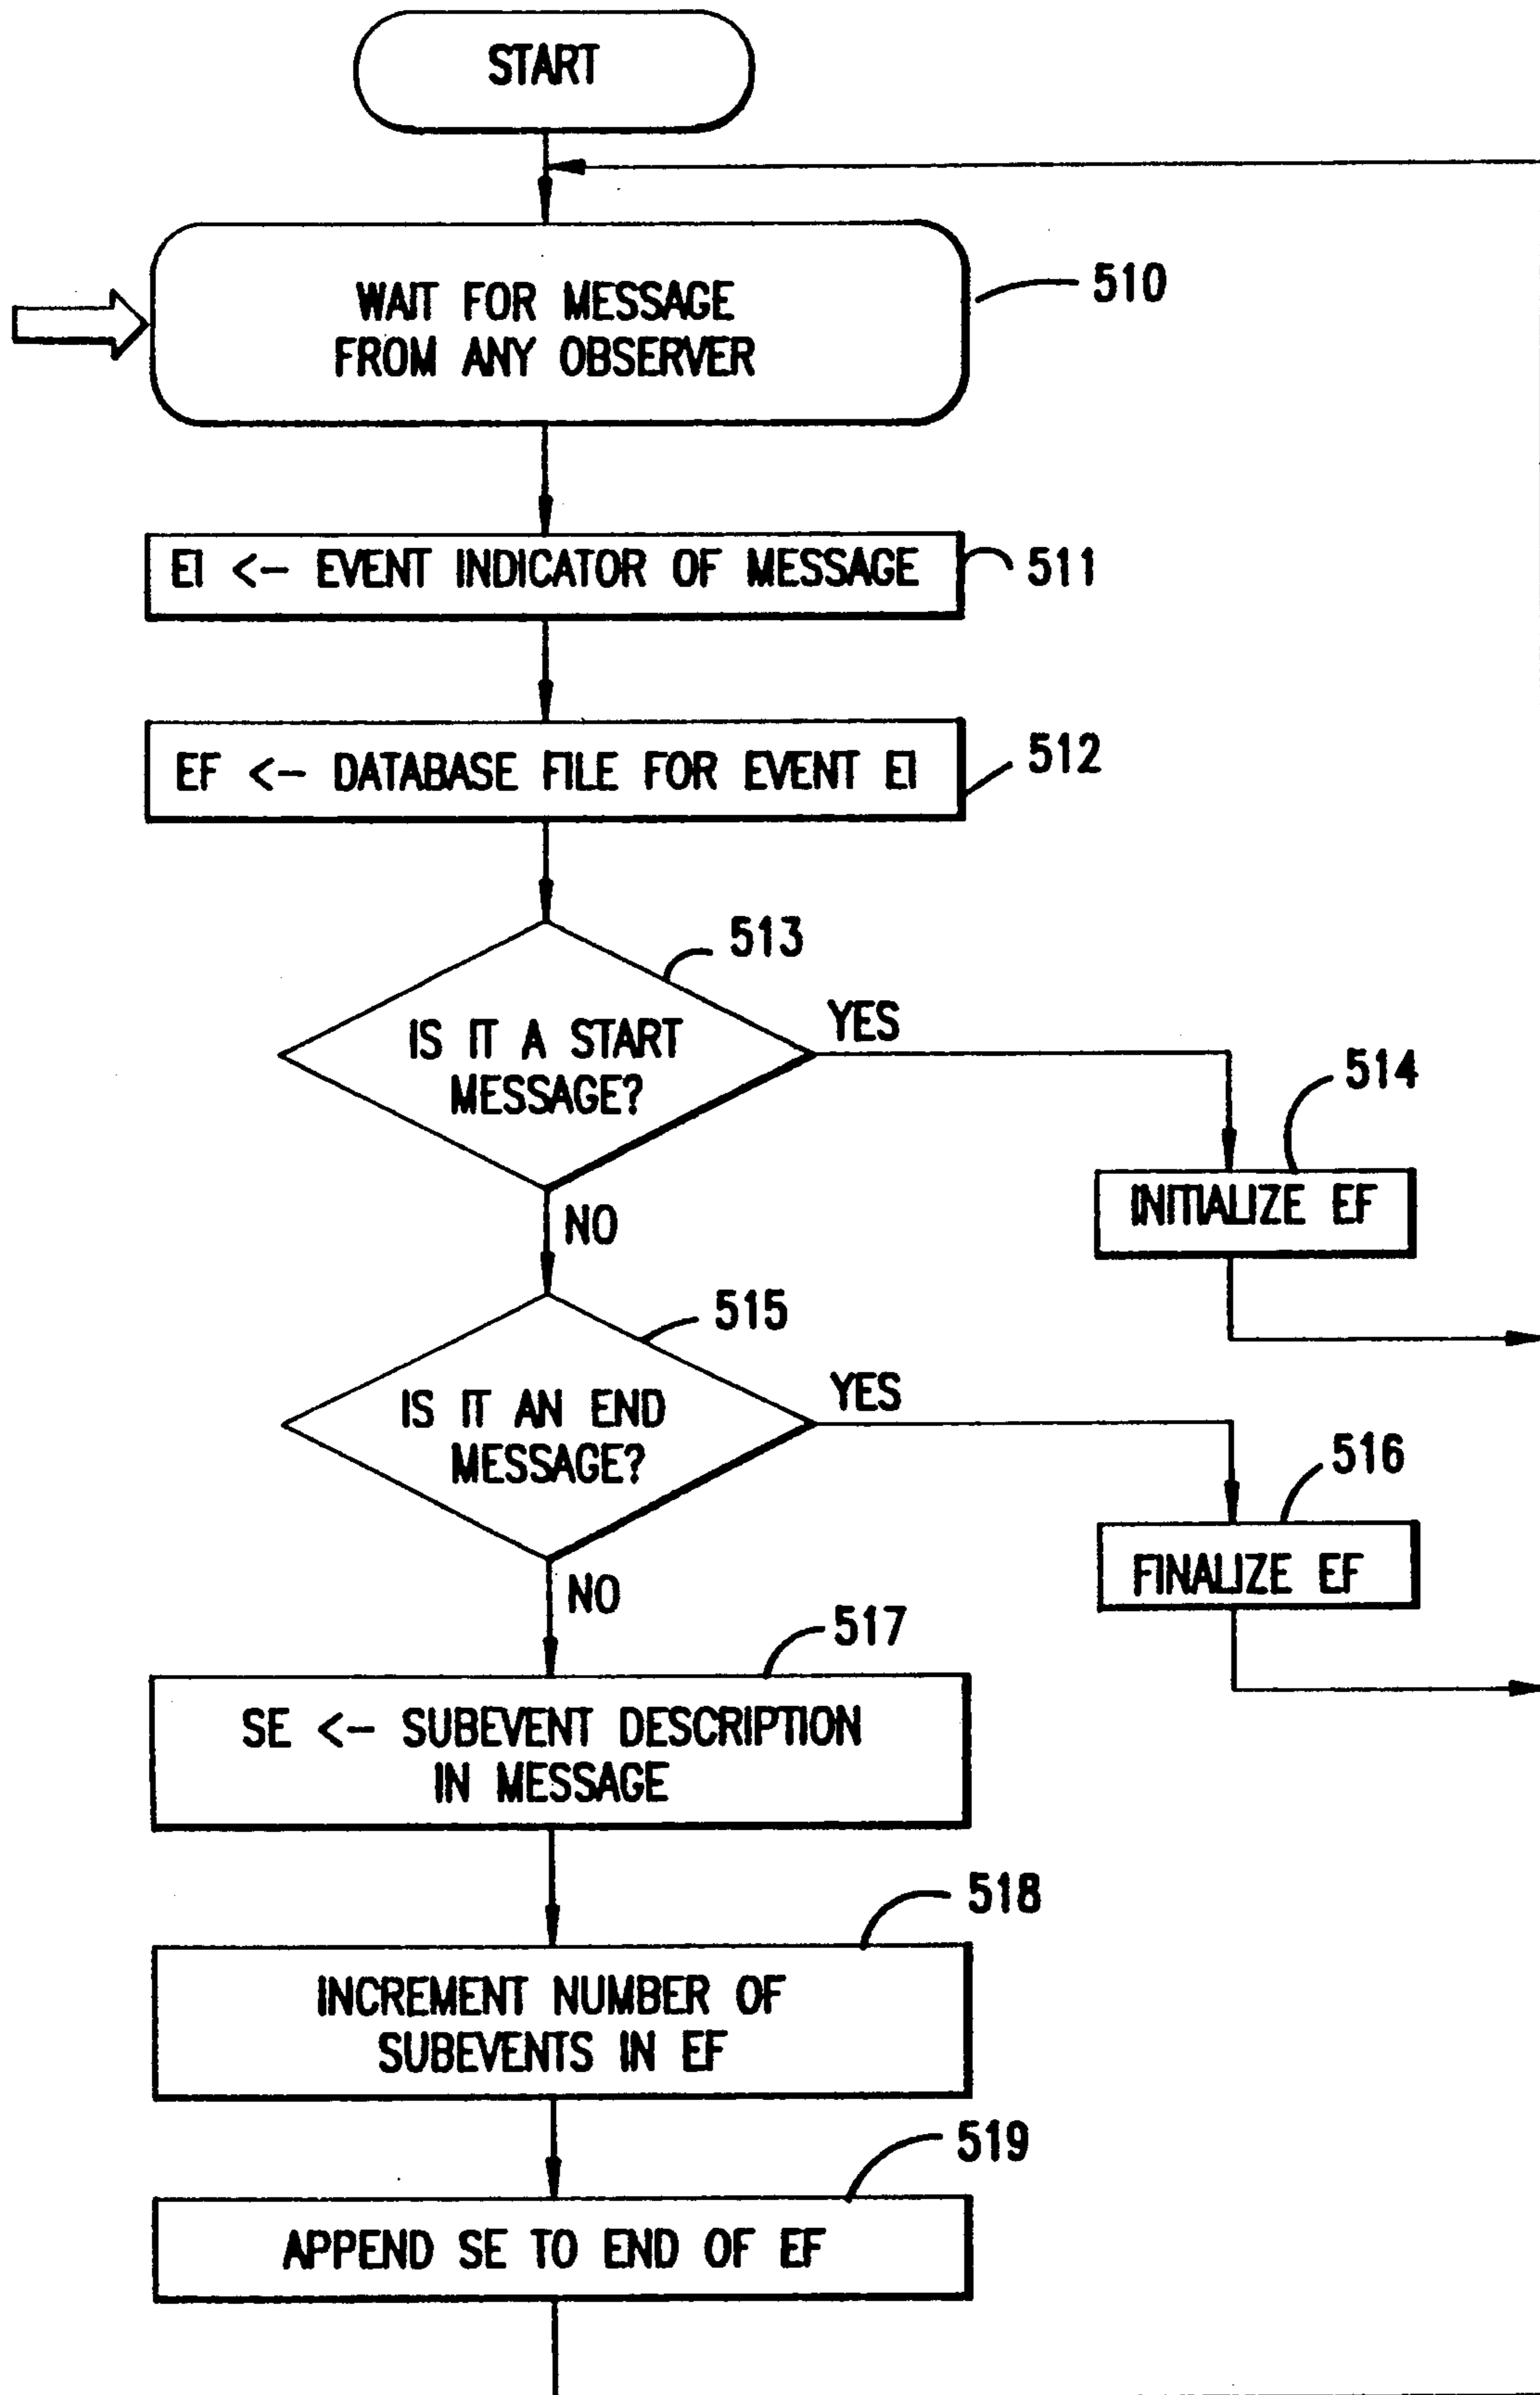 START
WAIT FOR MESSAGE
FROM ANY OBSERVER
510
EI <- EVENT INDICATOR OF MESSAGE
511
EF <- DATABASE FILE FOR EVENT EI
512
513
IS IT A START
MESSAGE?
YES
514
INITIALIZE EF
NO
515
IS IT AN END
MESSAGE?
YES
516
FINALIZE EF
NO
517
SE <- SUBEVENT DESCRIPTION
IN MESSAGE
518
INCREMENT NUMBER OF
SUBEVENTS IN EF
519
APPEND SE TO END OF EF